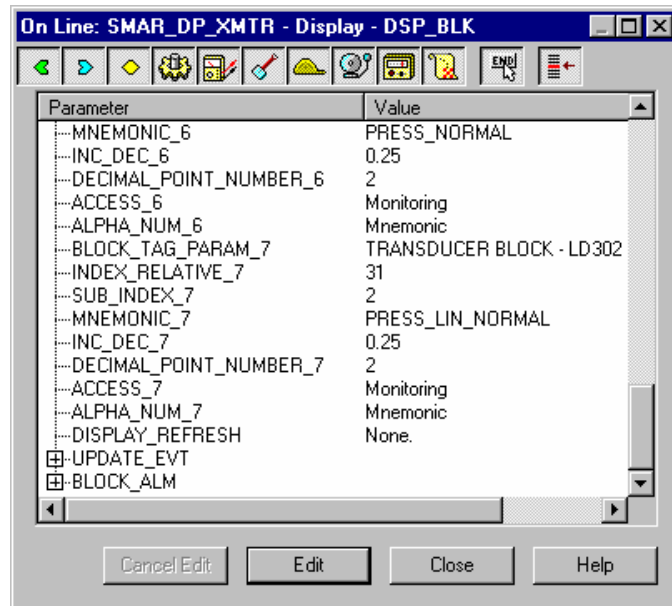 On Line: SMAR_DP_XMTR - Display - DSP_BLK
END
Parameter Value
MNEMONIC_6 PRESS_NORMAL
INC_DEC_6 0.25
DECIMAL_POINT_NUMBER_6 2
ACCESS_6 Monitoring
ALPHA_NUM_6 Mnemonic
BLOCK_TAG_PARAM_7 TRANSDUCER BLOCK - LD302
INDEX_RELATIVE_7 31
SUB_INDEX_7 2
MNEMONIC_7 PRESS_LIN_NORMAL
INC_DEC_7 0.25
DECIMAL_POINT_NUMBER_7 2
ACCESS_7 Monitoring
ALPHA_NUM_7 Mnemonic
DISPLAY_REFRESH None.
UPDATE_EVT
BLOCK_ALM
Cancel Edit Edit Close Help